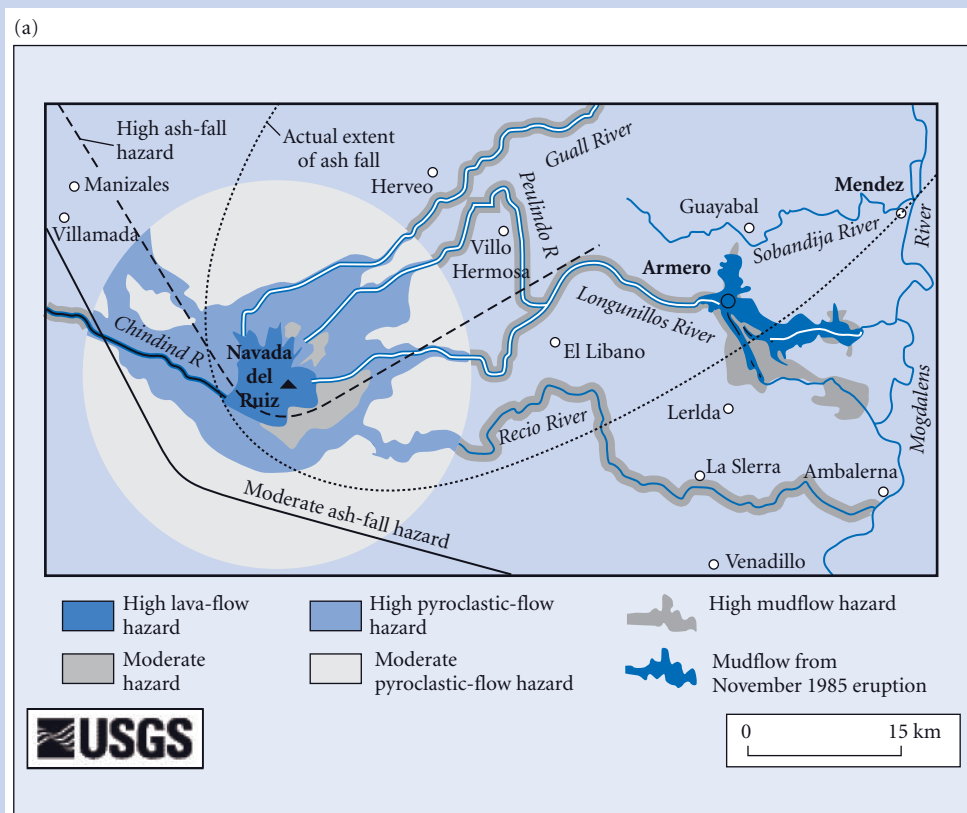 (a)
High ash-fall
hazard
Actual extent
of ash fall
Manizales
Villamada
Herveo
Guall River
Peulindo R
Villo
Hermosa
Guayabal
Mendez
Sobandija River
River
Armero
Longunillos River
Chindind R
Navada
del
Ruiz
El Libano
Lerlda
Mogdalens
Recio River
La Slerra
Ambalerna
Moderate ash-fall hazard
Venadillo
High lava-flow
hazard
High pyroclastic-flow
hazard
High mudflow hazard
Moderate
hazard
Moderate
pyroclastic-flow hazard
Mudflow from
November 1985 eruption
USGS
0 15 km